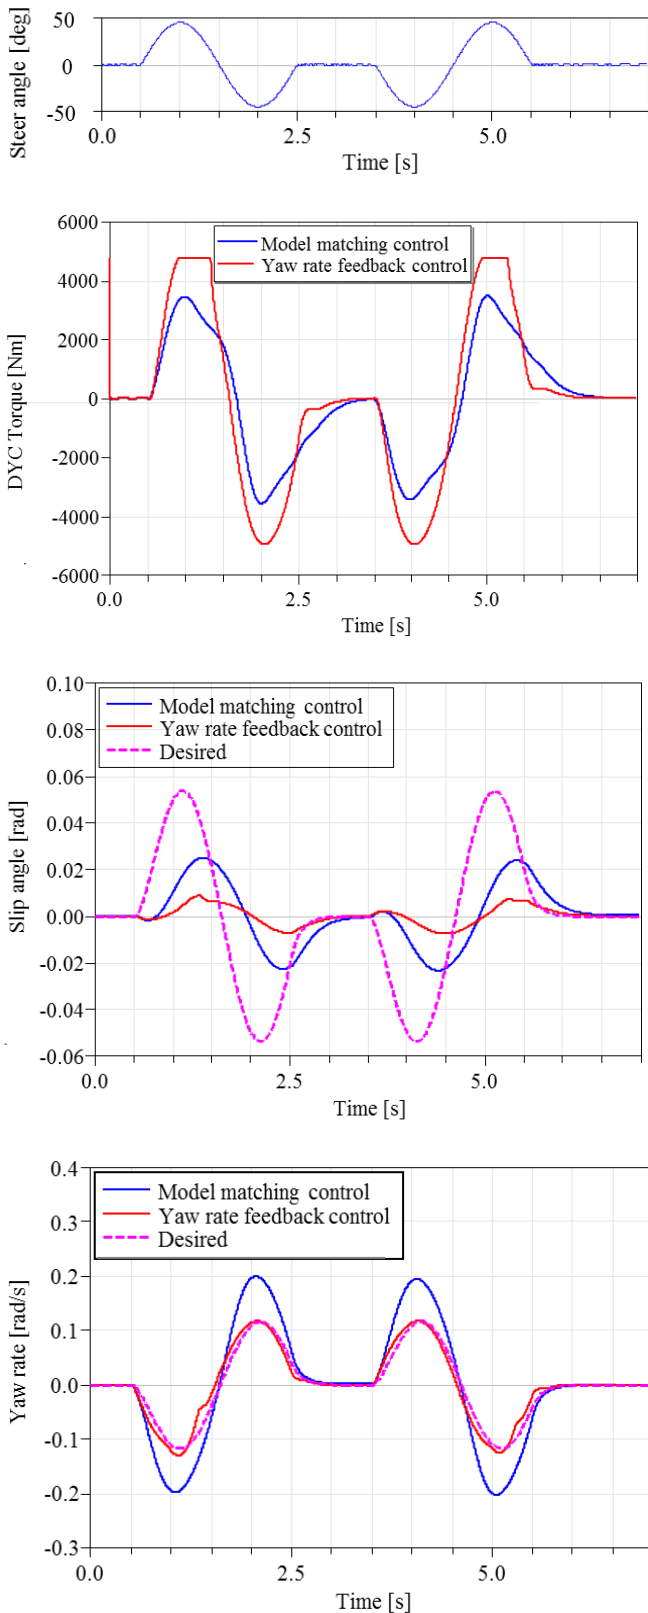 Steer angle [deg]
50
0
-50
0.0 2.5 5.0
Time [s]
DYC Torque [Nm]
6000
4000
2000
0
-2000
-4000
-6000
Model matching control
Yaw rate feedback control
0.0 2.5 5.0
Time [s]
Slip angle [rad]
0.10
0.08
0.06
0.04
0.02
0.00
-0.02
-0.04
-0.06
Model matching control
Yaw rate feedback control
Desired
0.0 2.5 5.0
Time [s]
Yaw rate [rad/s]
0.4
0.3
0.2
0.1
0.0
-0.1
-0.2
-0.3
Model matching control
Yaw rate feedback control
Desired
0.0 2.5 5.0
Time [s]